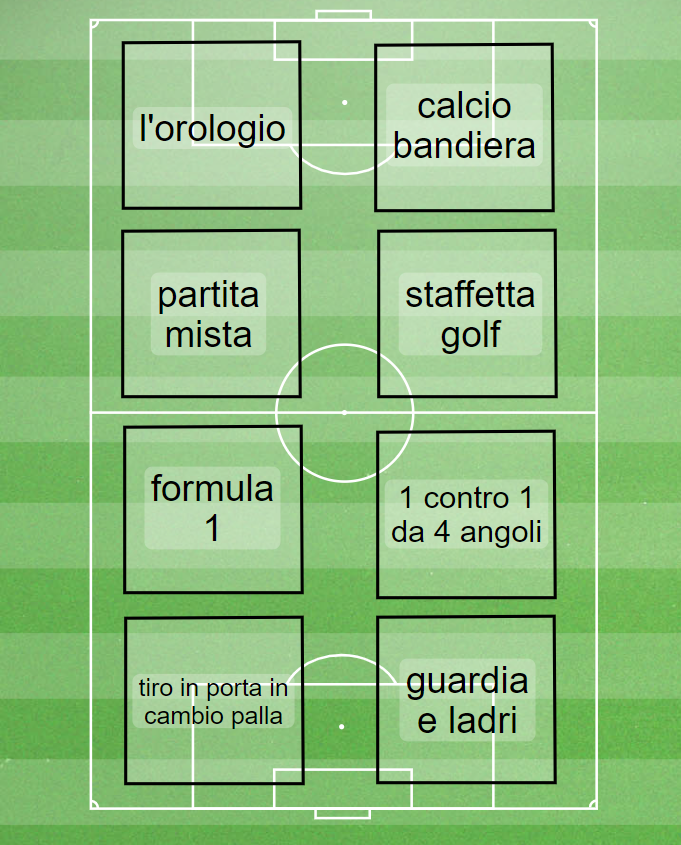 l'orologio
calcio
bandiera
partita
mista
staffetta
golf
formula
1
1 contro 1
da 4 angoli
tiro in porta in
cambio palla
guardia
e ladri